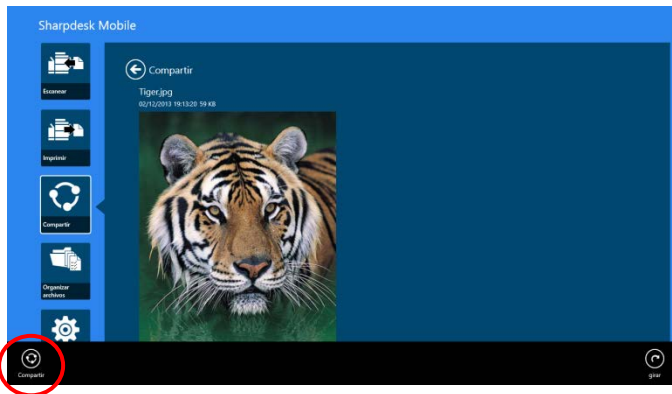 Sharpdesk Mobile
Escanear
Imprimir
Compartir
Organizar
archivos
Compartir
Tiger.jpg
02/12/2013 19:13:20 59 KB
Compartir
girar